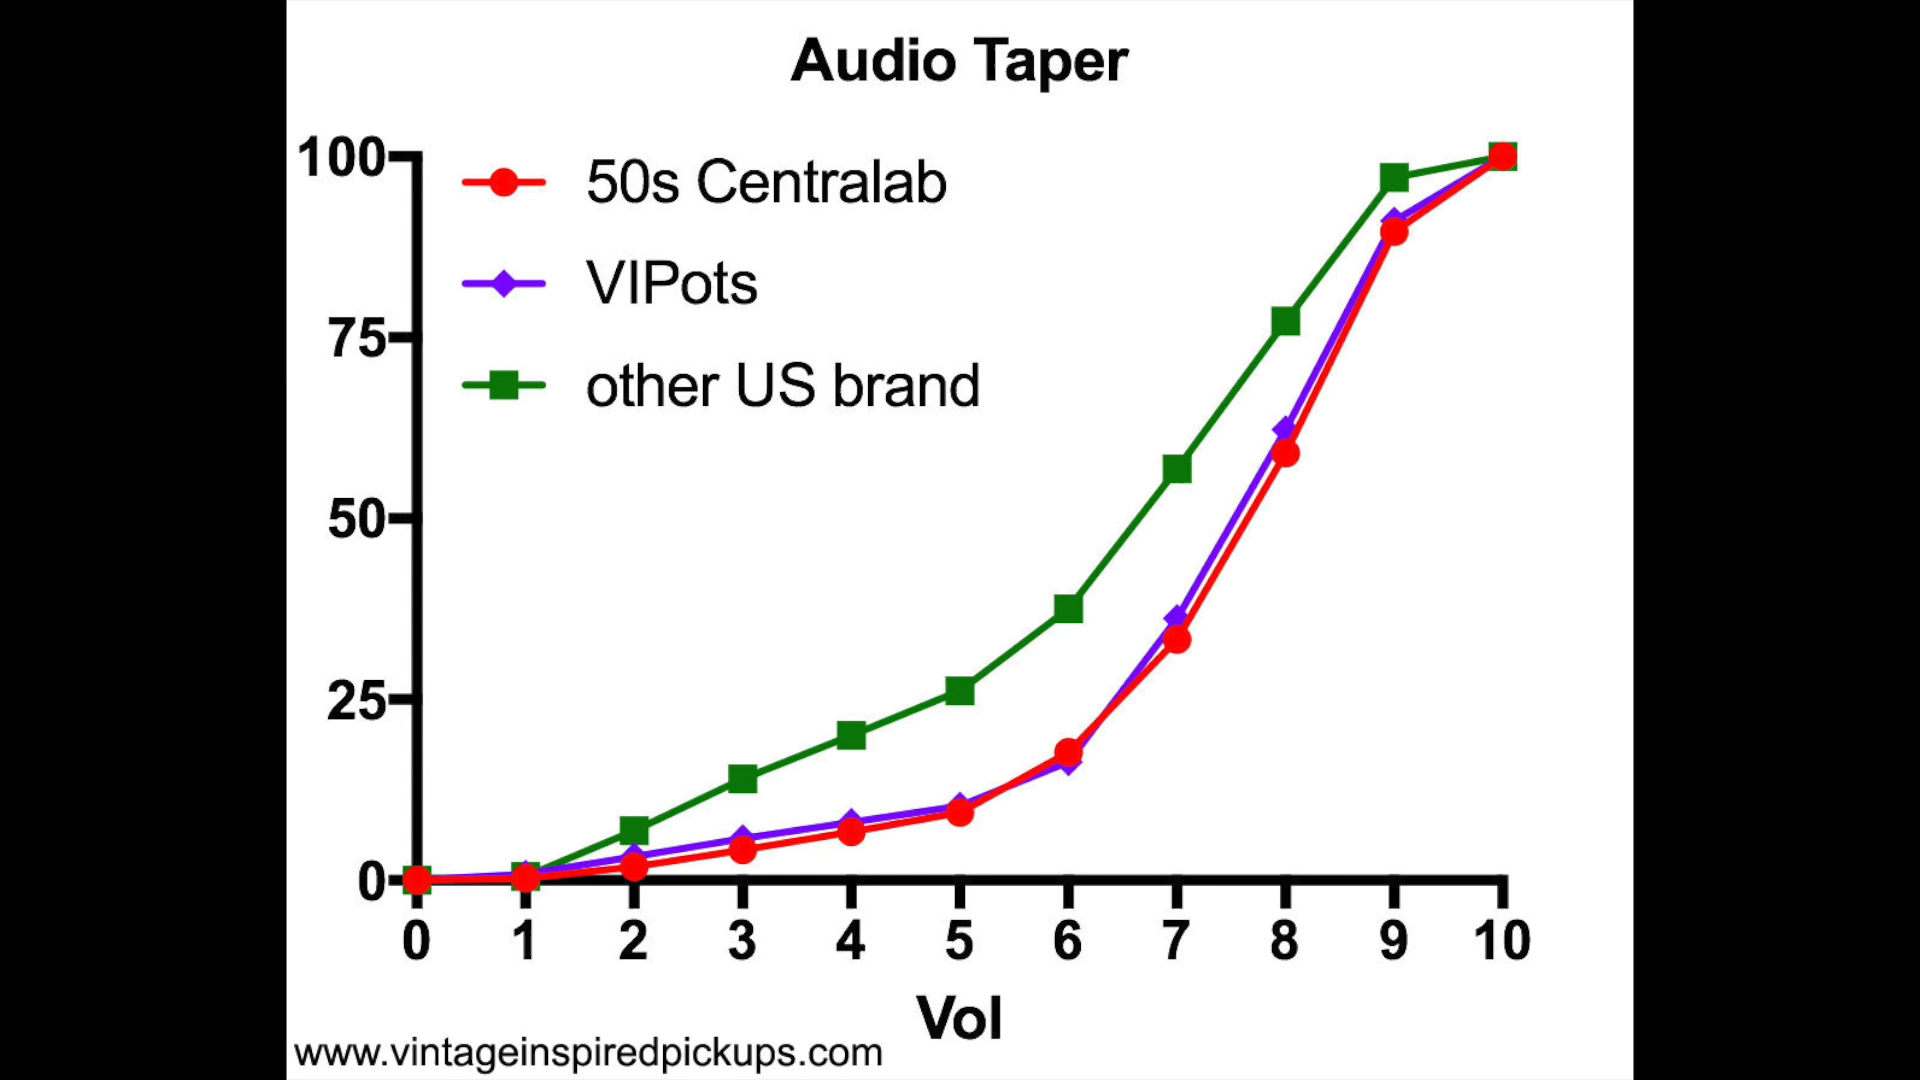 Audio Taper
100
50s Centralab
VIPots
75
other US brand
50
25
0
0 1 2 3 4 5 6 7 8 9 10
Vol
www.vintageinspiredpickups.com